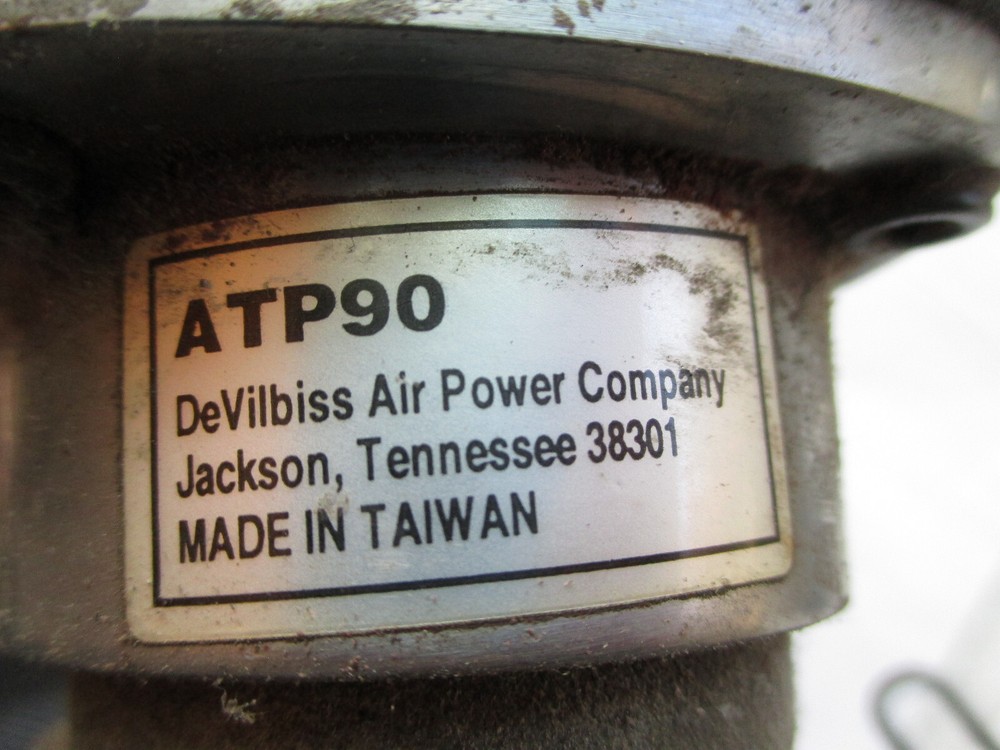 ATP90
DeVilbiss Air Power Company
Jackson, Tennessee 38301
MADE IN TAIWAN